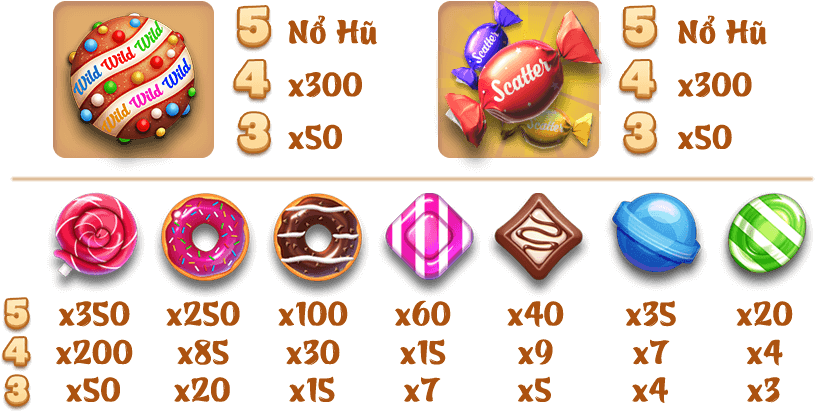 Wild Wild Wild
Wild Wild Wild
5 Nổ Hũ
4 x300
3 x50
Scatter
Scatter
Scatter
5 Nổ Hũ
4 x300
3 x50
5 x350 x250 x100 x60 x40 x35 x20
4 x200 x85 x30 x15 x9 x7 x4
3 x50 x20 x15 x7 x5 x4 x3